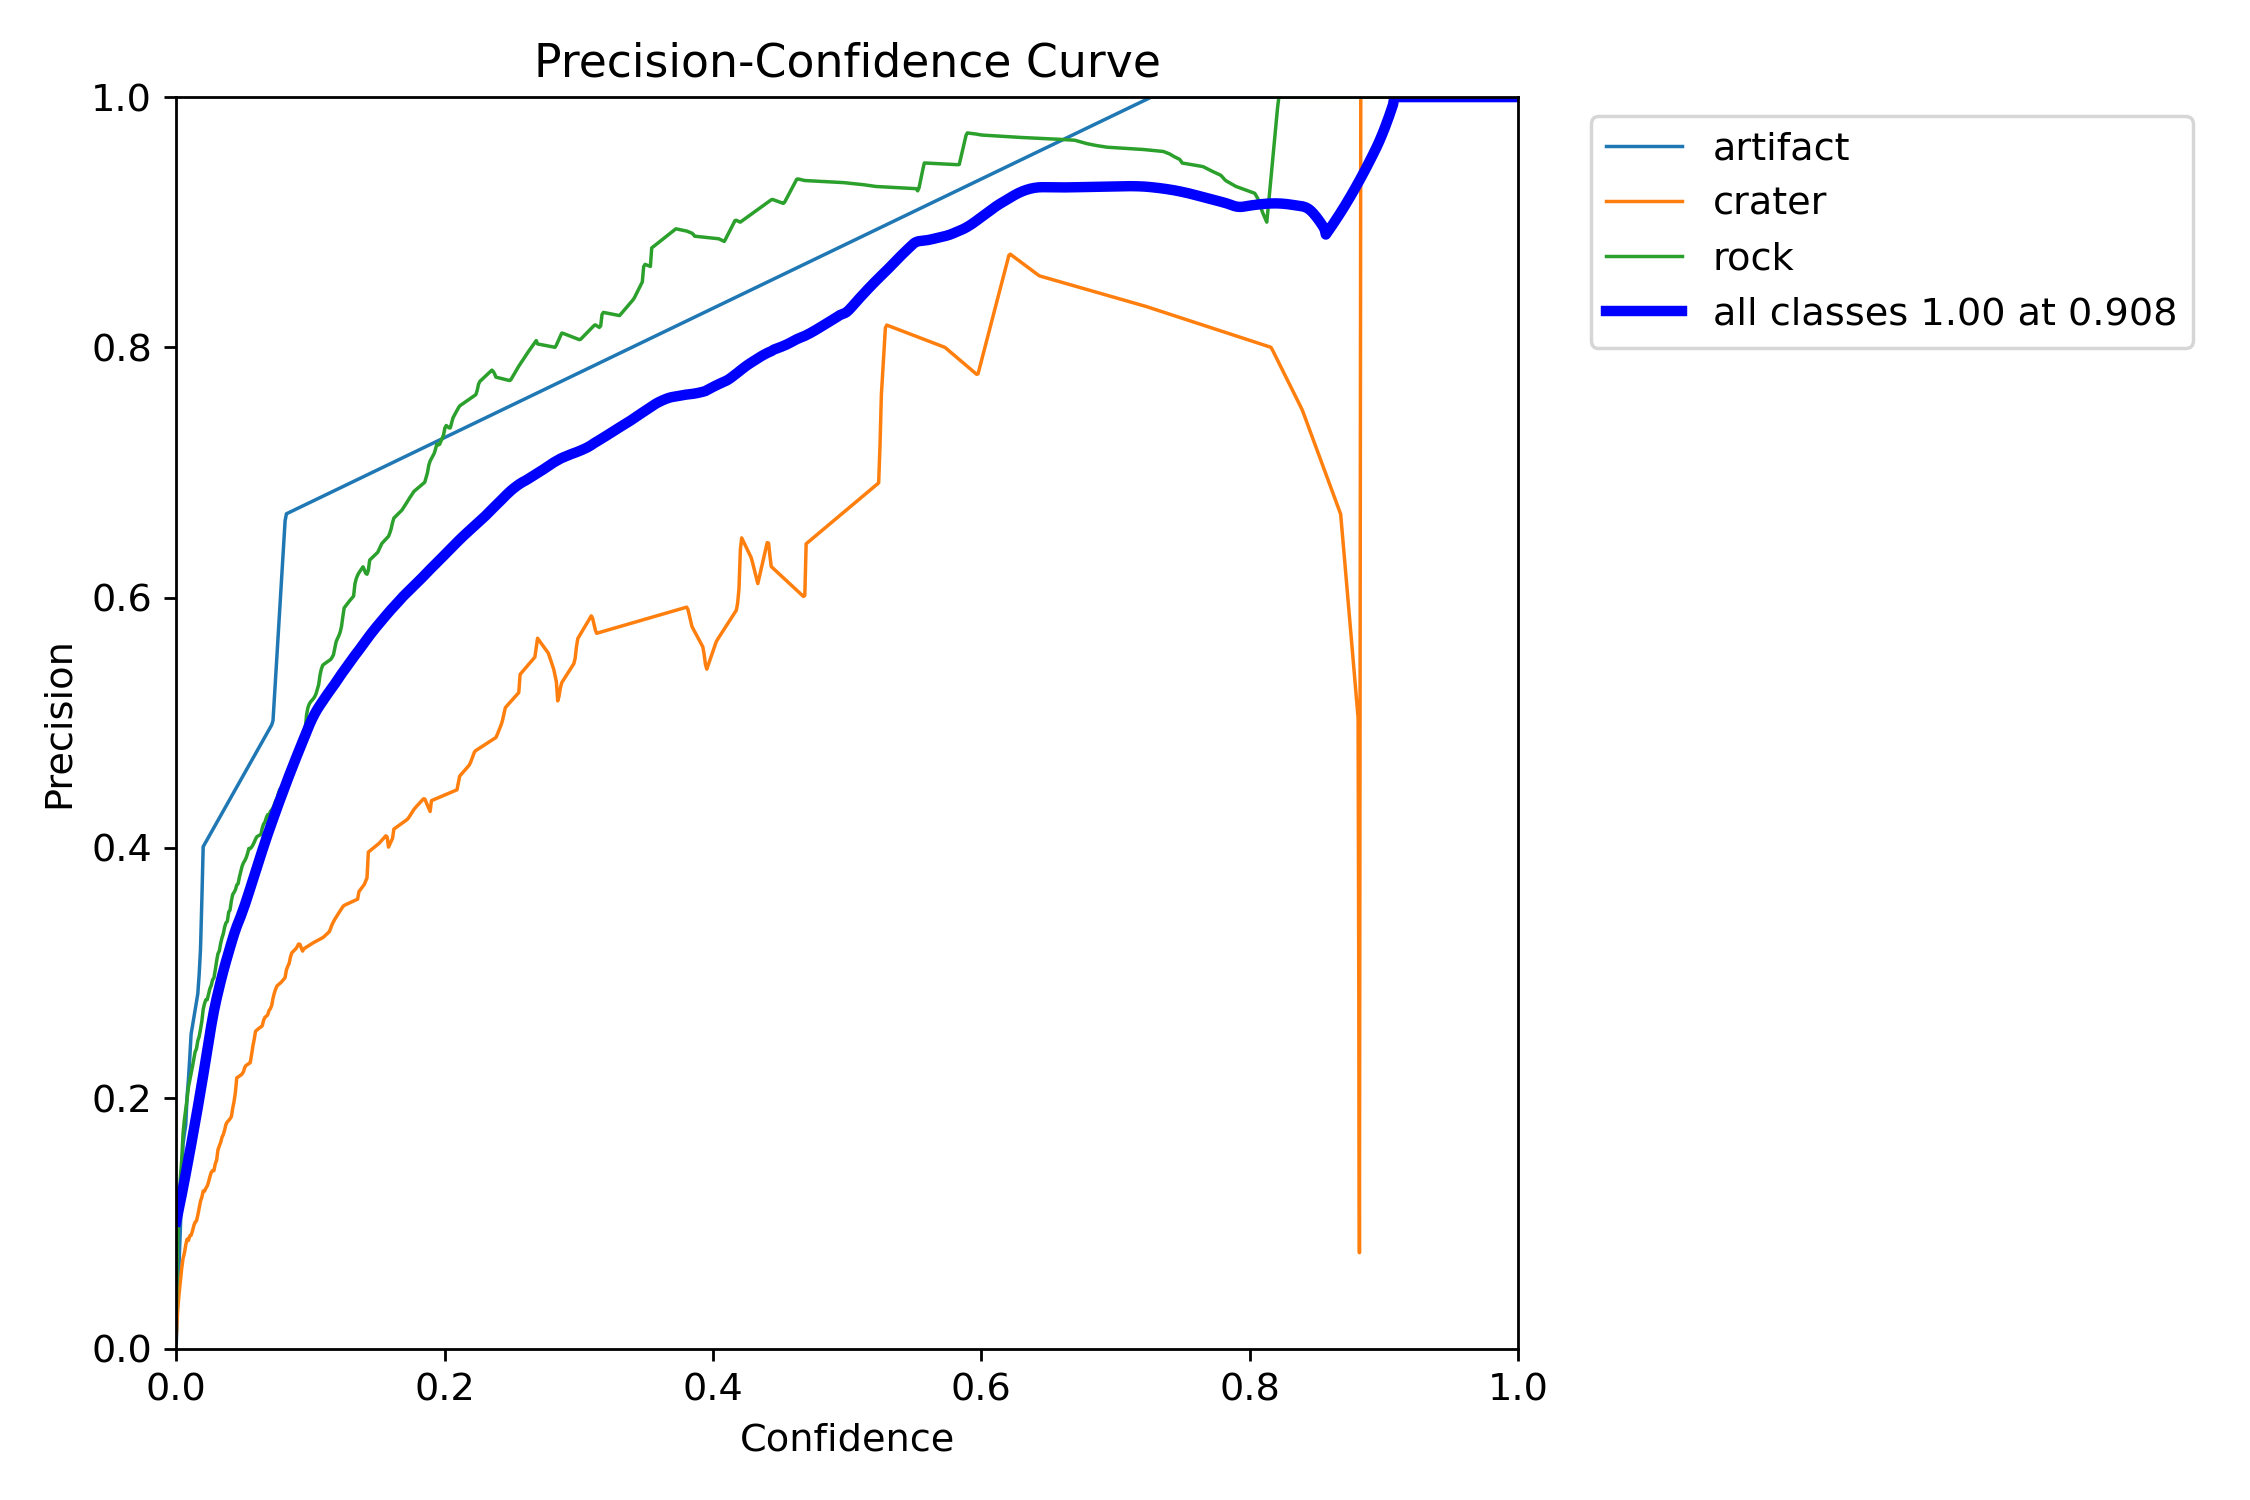 Precision-Confidence Curve
1.0
0.8
0.6
0.4
0.2
0.0
Precision
0.0 0.2 0.4 0.6 0.8 1.0
Confidence
artifact
crater
rock
all classes 1.00 at 0.908